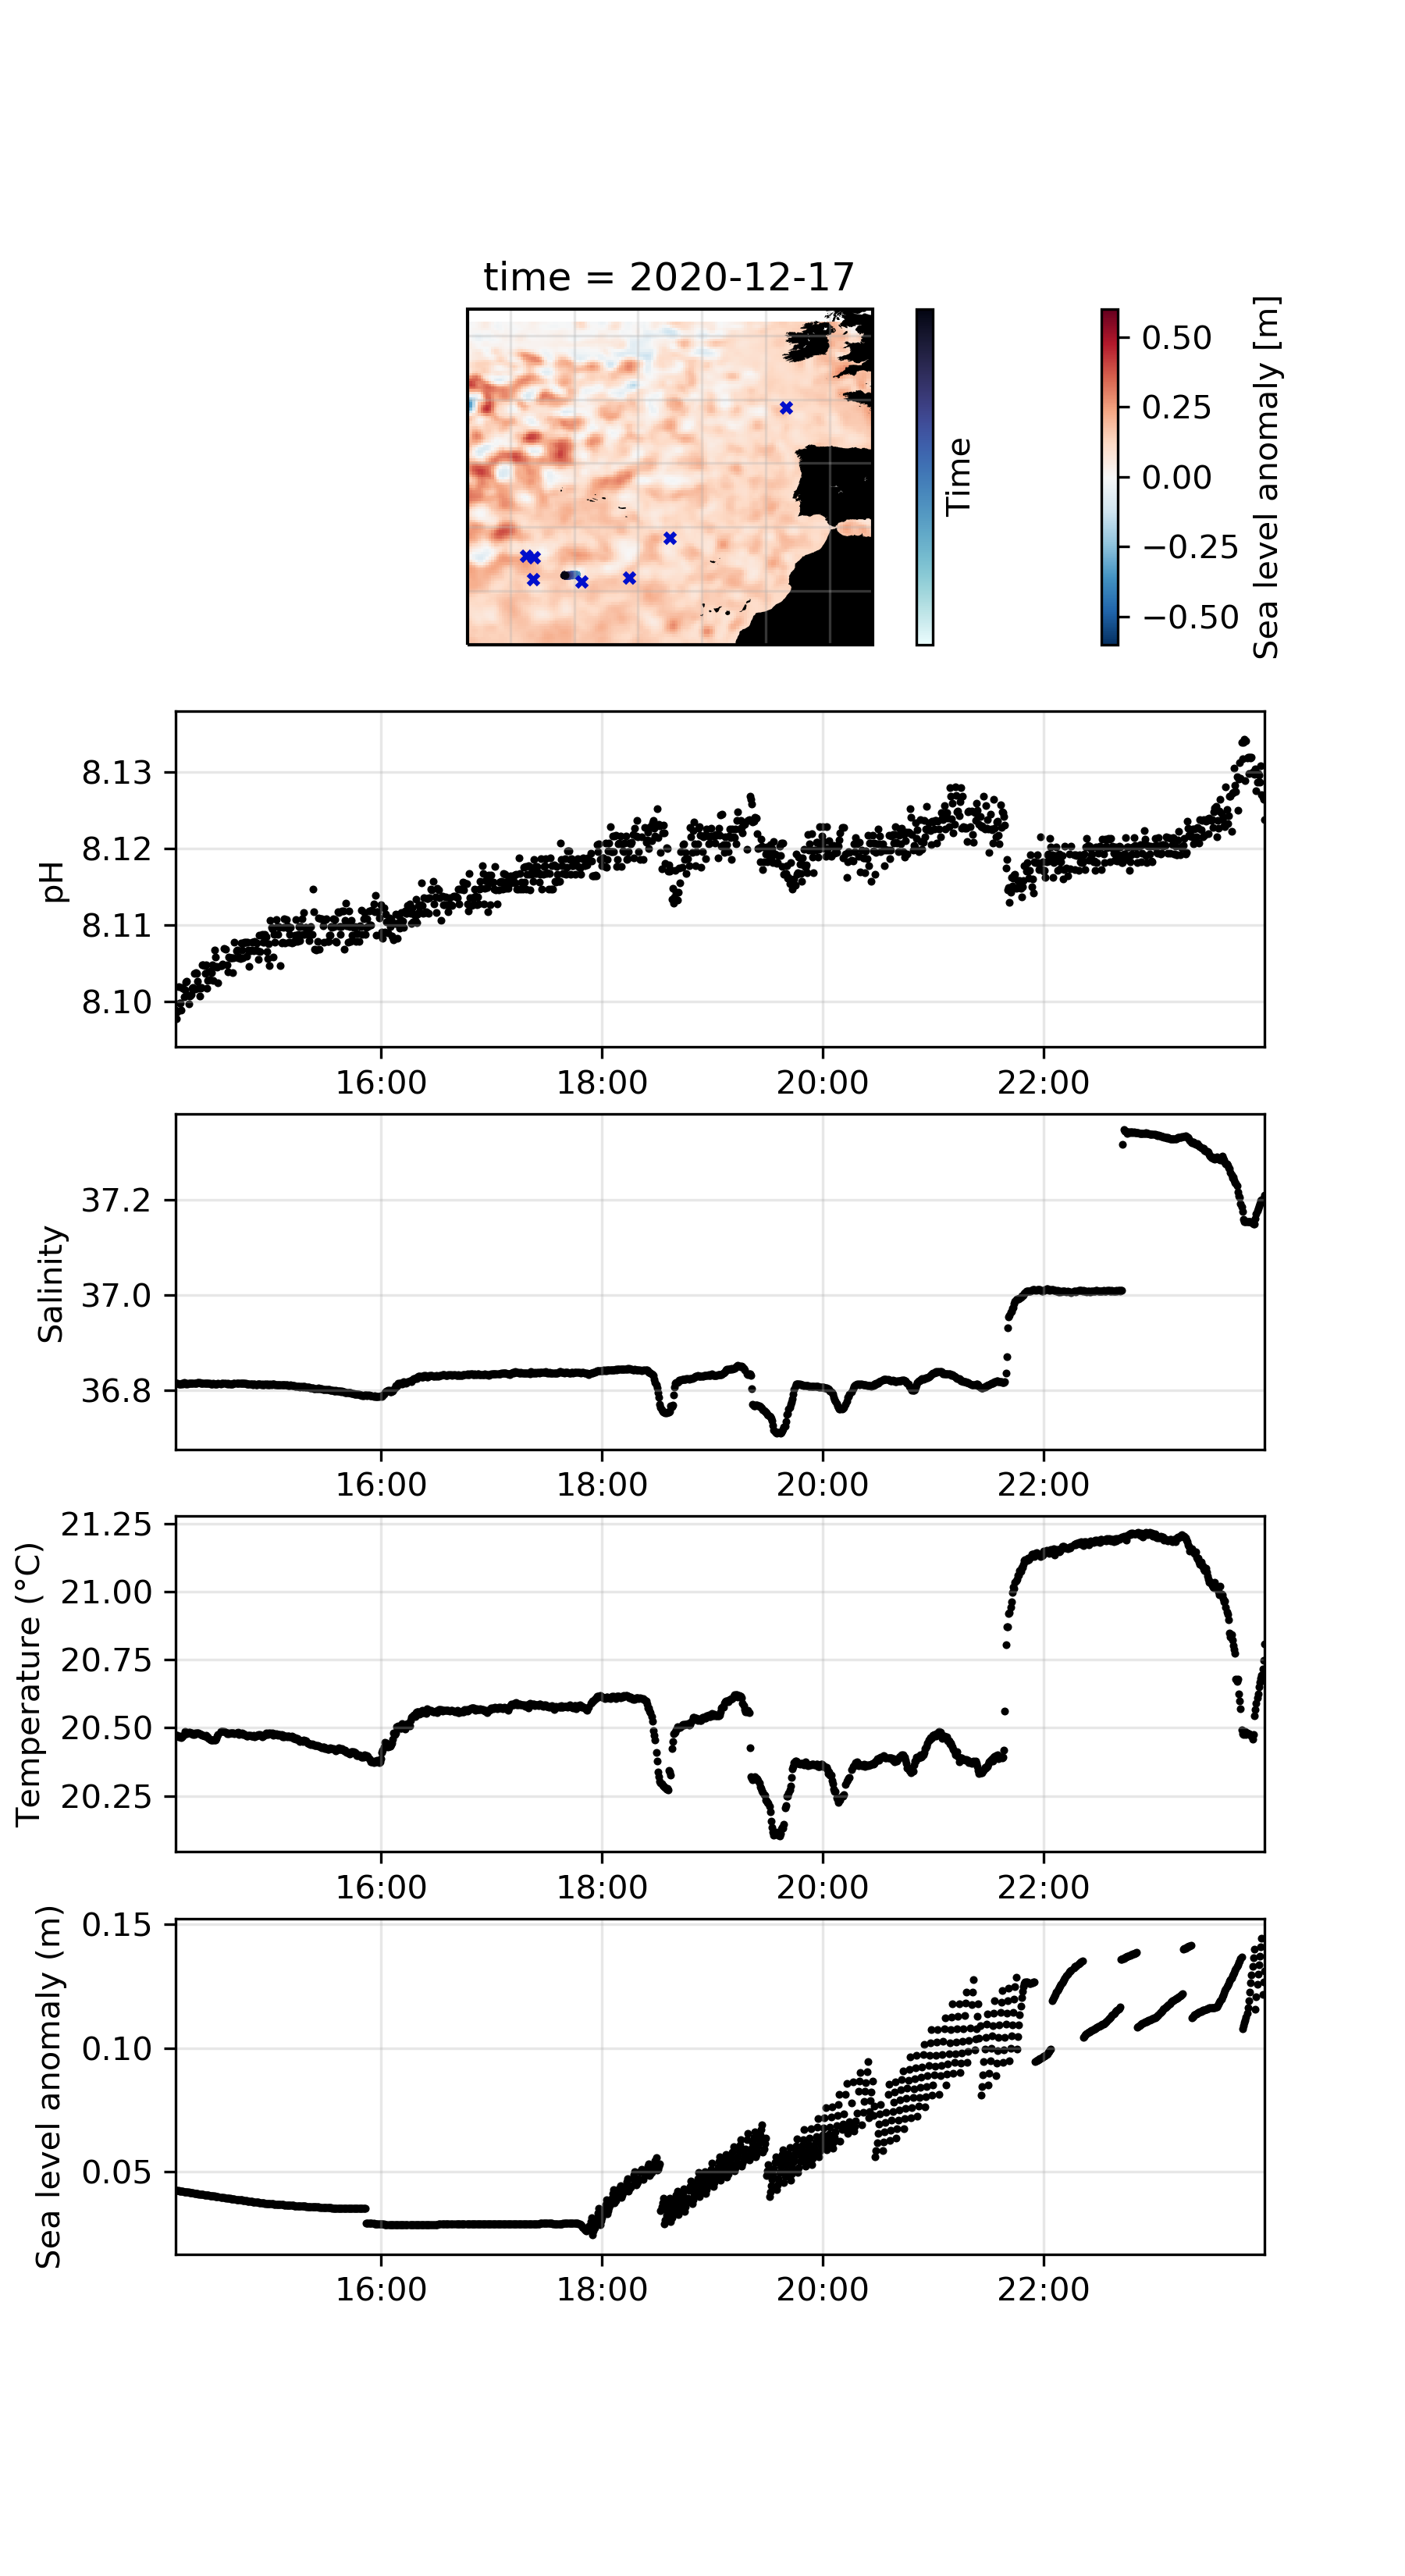 time = 2020-12-17
Time
0.50
0.25
0.00
−0.25
−0.50
Sea level anomaly [m]
8.13
8.12
8.11
8.10
pH
16:00 18:00 20:00 22:00
37.2
37.0
36.8
Salinity
16:00 18:00 20:00 22:00
21.25
21.00
20.75
20.50
20.25
Temperature (°C)
16:00 18:00 20:00 22:00
0.15
0.10
0.05
Sea level anomaly (m)
16:00 18:00 20:00 22:00